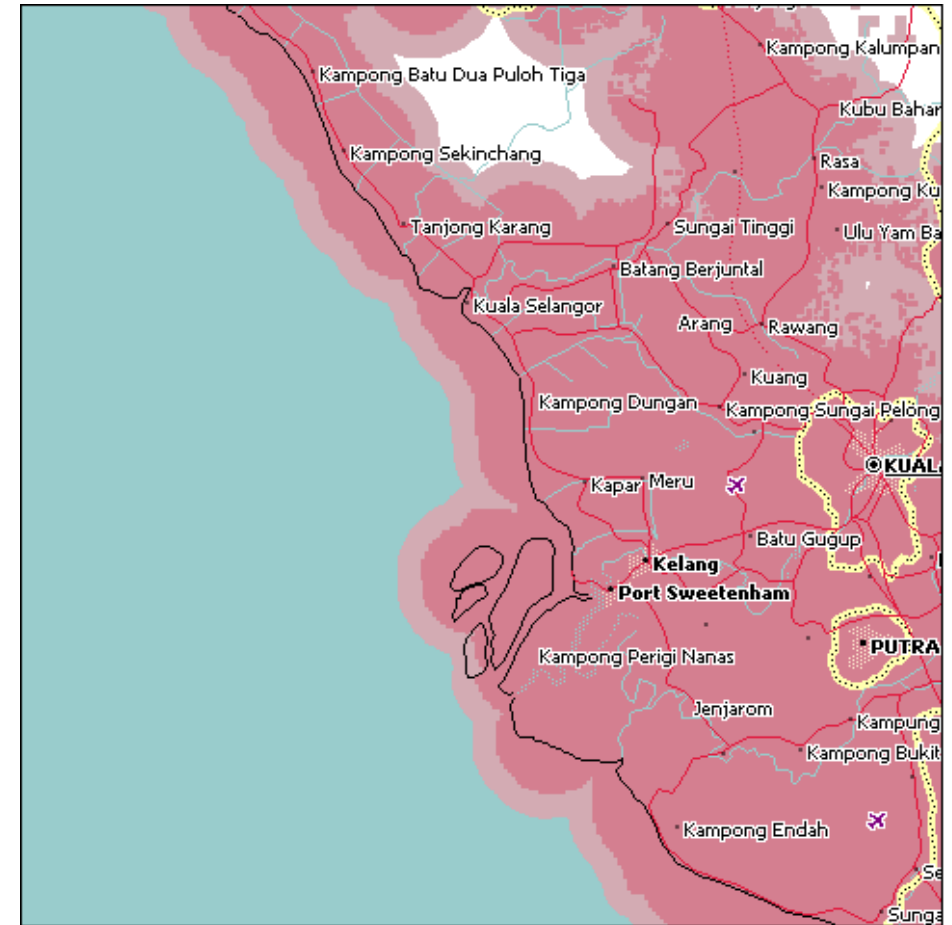 Kampong Kalumpan
Kampong Batu Dua Puloh Tiga
Kubu Bahar
Kampong Sekinchang
Rasa
Kampong Ku
Tanjong Karang
Sungai Tinggi
Ulu Yam Ba
Batang Berjuntal
Kuala Selangor
Arang
Rawang
Kuang
Kampong Dungan
Kampong Sungai Pelong
KUAL
Kapar
Meru
Batu Gugup
Kelang
Port Sweetenham
PUTRA
Kampong Perigi Nanas
Jenjarom
Kampung
Kampong Bukit
Kampong Endah
Se
Sunga